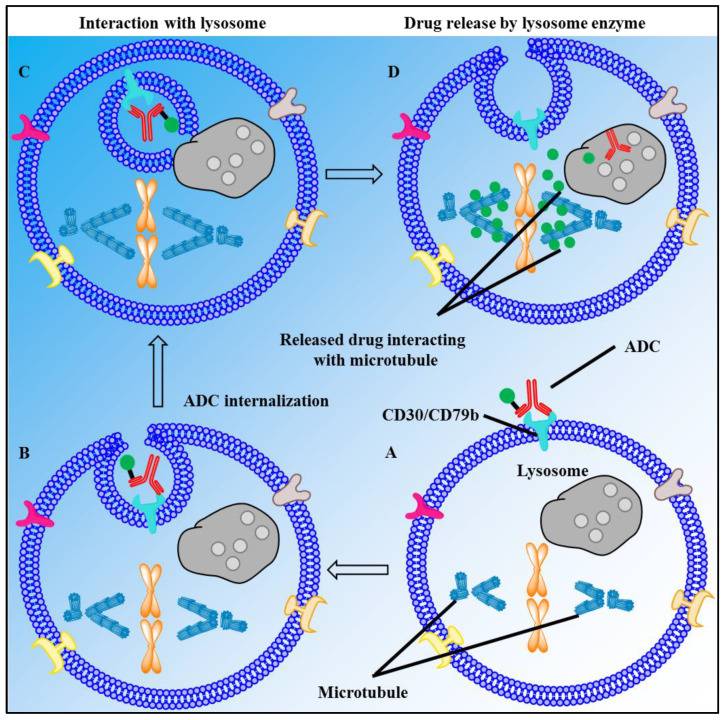 Interaction with lysosome
Drug release by lysosome enzyme
C
D
Released drug interacting
with microtubule
ADC
ADC internalization
CD30/CD79b
B
A
Lysosome
Microtubule